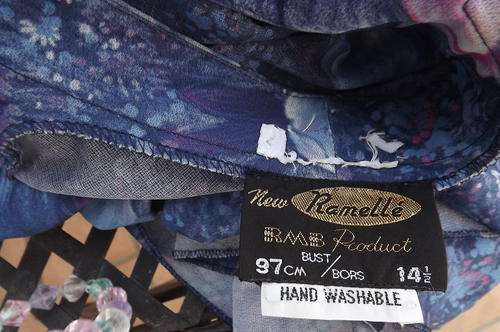 New Ramellé
RMB Product
BUST/
97CM BORS 14½
HAND WASHABLE